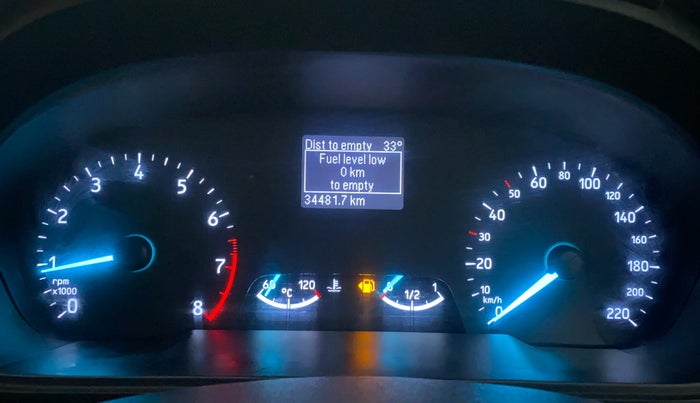 Dist to empty 33°
Fuel level low
0 km
to empty
34481.7 km
0 1 2 3 4 5 6 7 8
rpm
x1000
60 120
°C
0 1/2 1
0 10 20 30 40 50 60 80 100 120 140 160 180 200 220
km/h